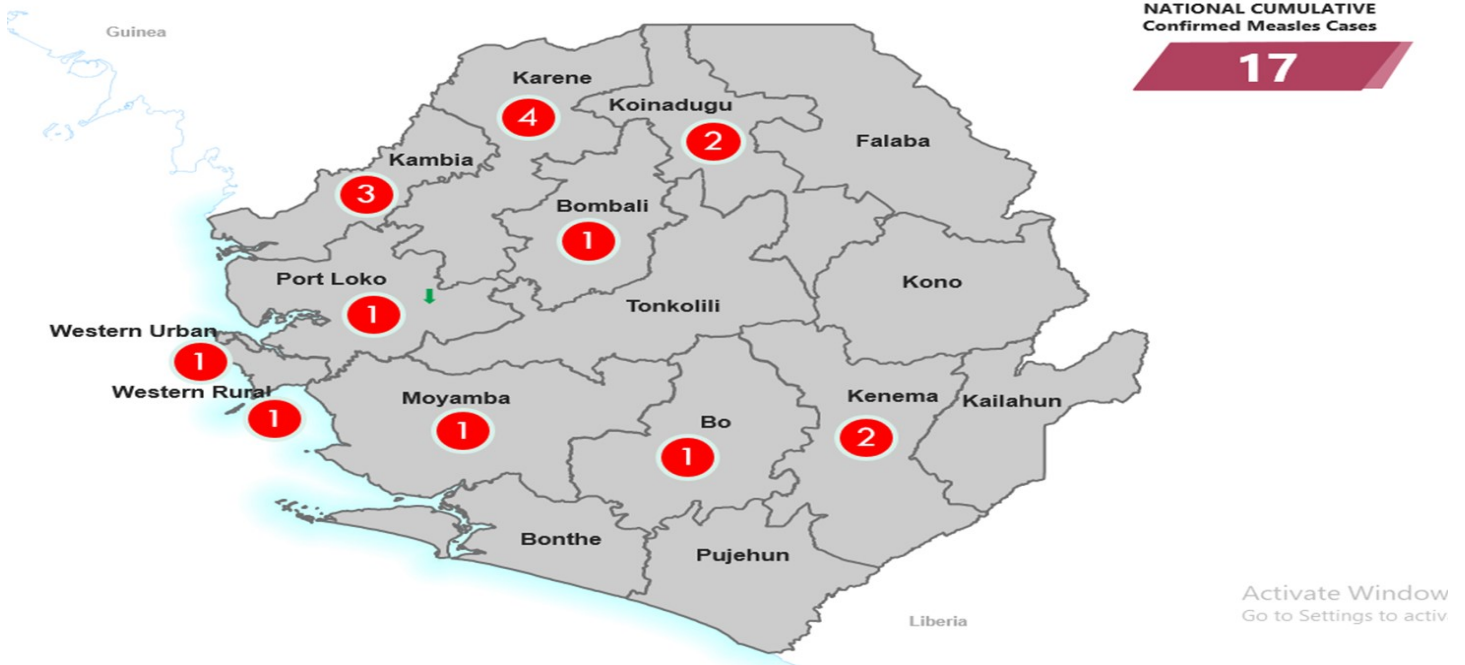 NATIONAL CUMULATIVE
Confirmed Measles Cases
17
Guinea
Karene
4
Koinadugu
2
Falaba
Kambia
3
Bombali
1
Port Loko
1
Kono
Tonkolili
Western Urban
1
Western Rural
1
Moyamba
1
Bo
1
Kenema
2
Kailahun
Bonthe
Pujehun
Liberia
Activate Window
Go to Settings to activ